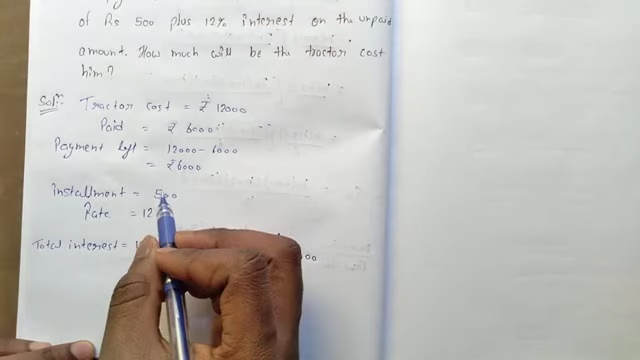 of Rs 500 plus 12% interest on the unpaid
amount. How much will be the tractor cost
him?
Solⁿ:- Tractor cost = ₹ 12000
Paid = ₹ 6000
Payment left = 12000 - 6000
= ₹ 6000
Installment = 500
Rate = 12
Total interest =